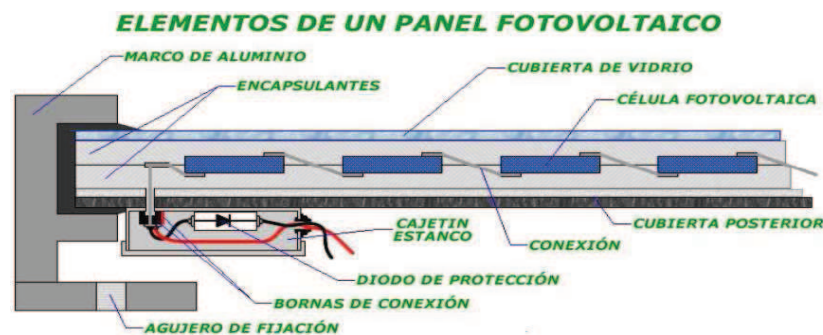 ELEMENTOS DE UN PANEL FOTOVOLTAICO
MARCO DE ALUMINIO
ENCAPSULANTES
CUBIERTA DE VIDRIO
CÉLULA FOTOVOLTAICA
CAJETIN
ESTANCO
CUBIERTA POSTERIOR
CONEXIÓN
DIODO DE PROTECCIÓN
BORNAS DE CONEXIÓN
AGUJERO DE FIJACIÓN